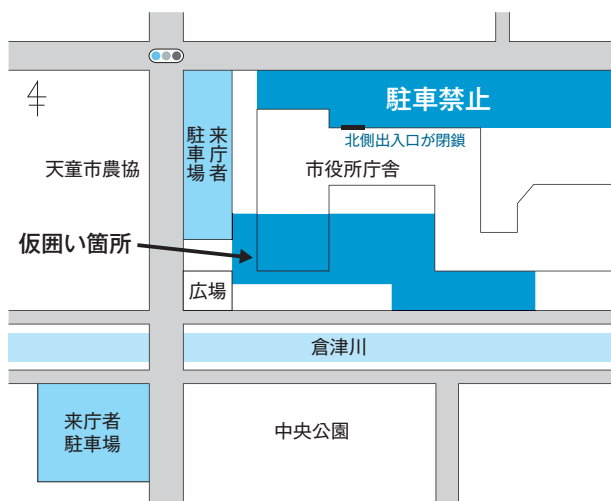 駐車禁止
北側出入口が閉鎖
来庁者
駐車場
天童市農協
市役所庁舎
仮囲い箇所
広場
倉津川
来庁者
駐車場
中央公園